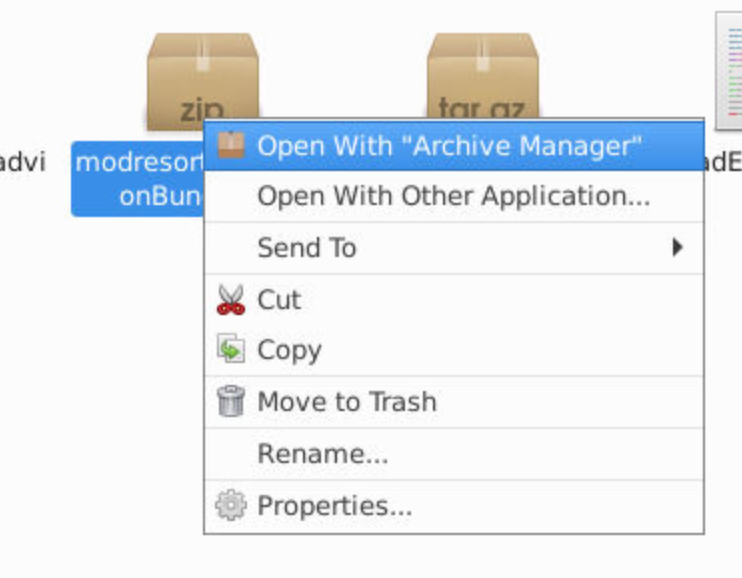 zip
tar.gz
modresor
onBun
advi
adE
Open With "Archive Manager"
Open With Other Application...
Send To
Cut
Copy
Move to Trash
Rename...
Properties...